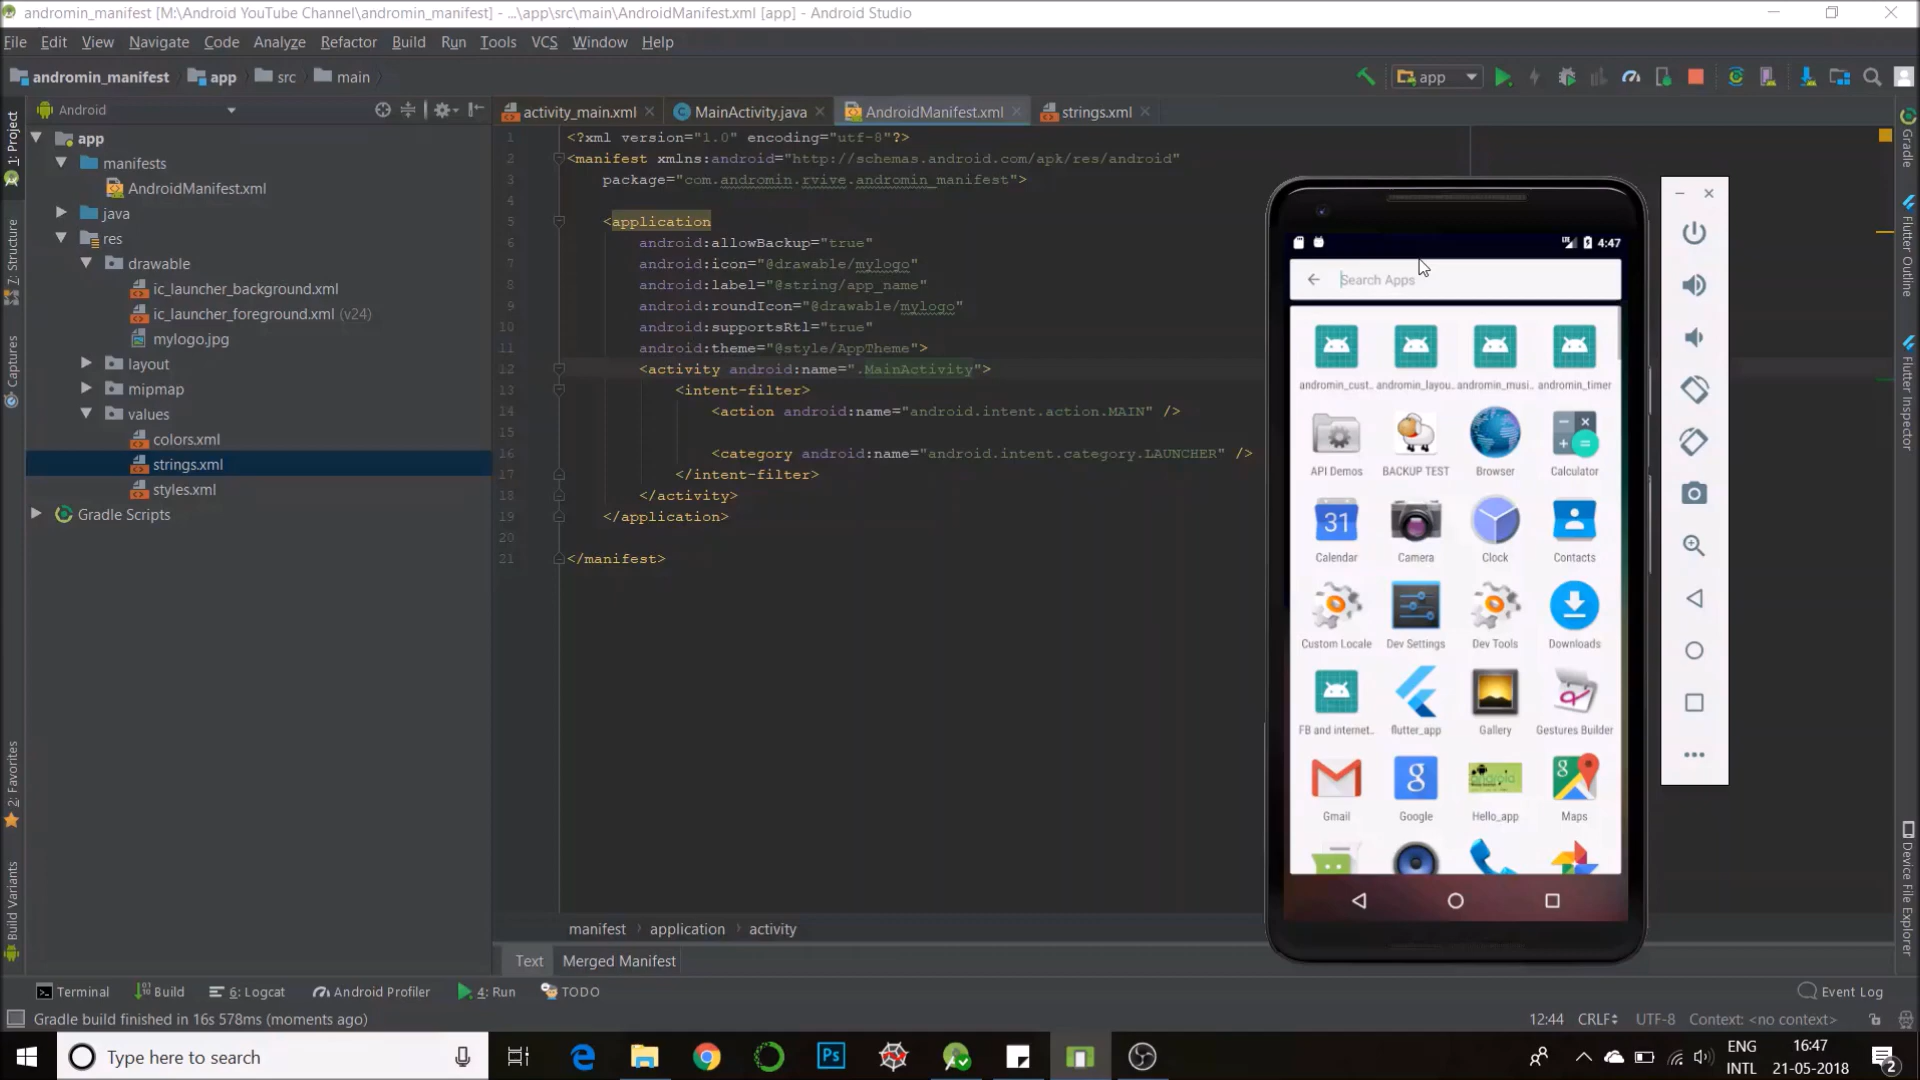 andromin_manifest [M:\Android YouTube Channel\andromin_manifest] - ...\app\src\main\AndroidManifest.xml [app] - Android Studio
File Edit View Navigate Code Analyze Refactor Build Run Tools VCS Window Help
andromin_manifest app src main
app
Android
activity_main.xml MainActivity.java AndroidManifest.xml strings.xml
app
manifests
AndroidManifest.xml
java
res
drawable
ic_launcher_background.xml
ic_launcher_foreground.xml (v24)
mylogo.jpg
layout
mipmap
values
colors.xml
strings.xml
styles.xml
Gradle Scripts
1: Project
7: Structure
Captures
2: Favorites
Build Variants
1 <?xml version="1.0" encoding="utf-8"?>
2 <manifest xmlns:android="http://schemas.android.com/apk/res/android"
3 package="com.andromin.rvive.andromin_manifest">
4
5 <application
6 android:allowBackup="true"
7 android:icon="@drawable/mylogo"
8 android:label="@string/app_name"
9 android:roundIcon="@drawable/mylogo"
10 android:supportsRtl="true"
11 android:theme="@style/AppTheme">
12 <activity android:name=".MainActivity">
13 <intent-filter>
14 <action android:name="android.intent.action.MAIN" />
15
16 <category android:name="android.intent.category.LAUNCHER" />
17 </intent-filter>
18 </activity>
19 </application>
20
21 </manifest>
manifest › application › activity
Text Merged Manifest
4:47
Search Apps
andromin_cust.. andromin_layou.. andromin_musi.. andromin_timer
API Demos BACKUP TEST Browser Calculator
31
Calendar Camera Clock Contacts
Custom Locale Dev Settings Dev Tools Downloads
FB and internet.. flutter_app Gallery Gestures Builder
Gmail Google Hello_app Maps
Gradle
Flutter Outline
Flutter Inspector
Device File Explorer
Terminal Build 6: Logcat Android Profiler 4: Run TODO Event Log
Gradle build finished in 16s 578ms (moments ago)
12:44 CRLF UTF-8 Context: <no context>
Type here to search
Ps
ENG
INTL
16:47
21-05-2018
2